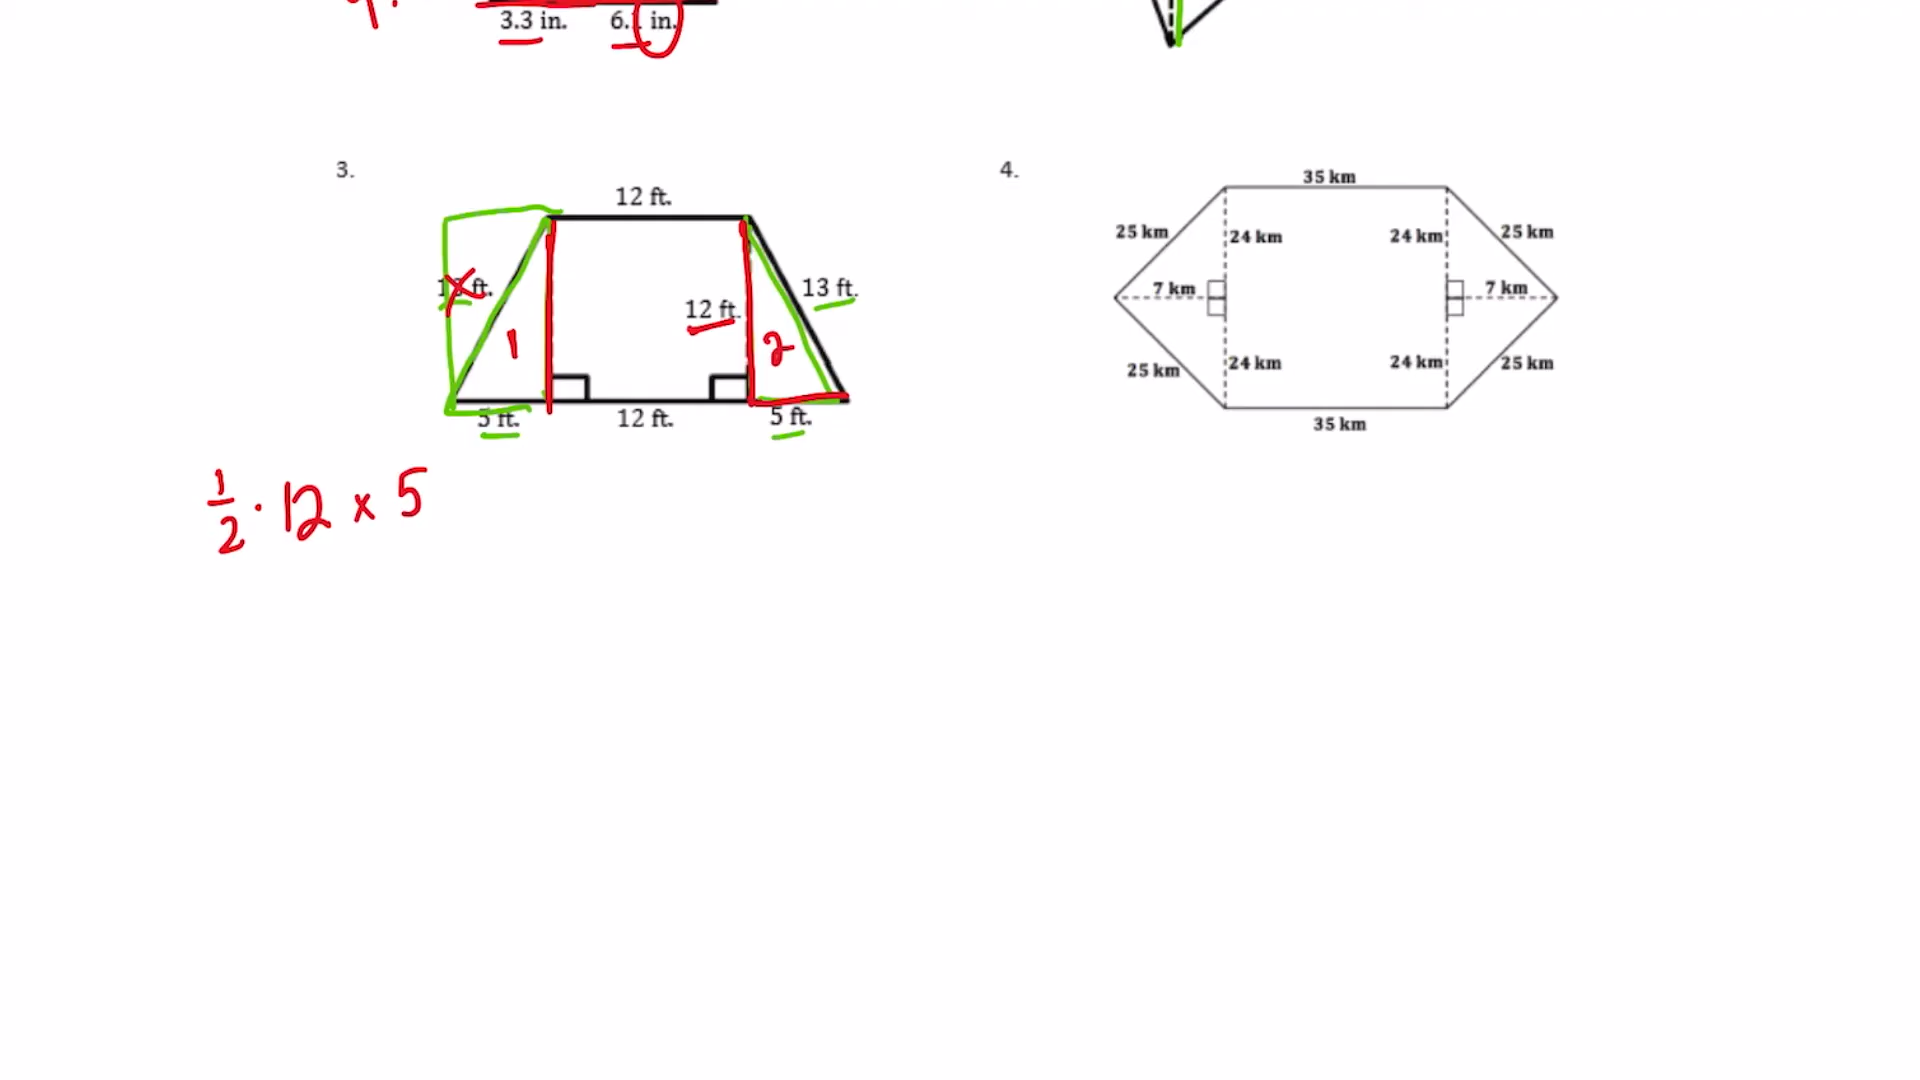 3.3 in. 6. in.
3. 4.
12 ft.
35 km
25 km 24 km 24 km 25 km
ft. 13 ft.
7 km 7 km
12 ft.
1 2
24 km 24 km 25 km
25 km
5 ft. 12 ft. 5 ft.
35 km
1/2 · 12 x 5